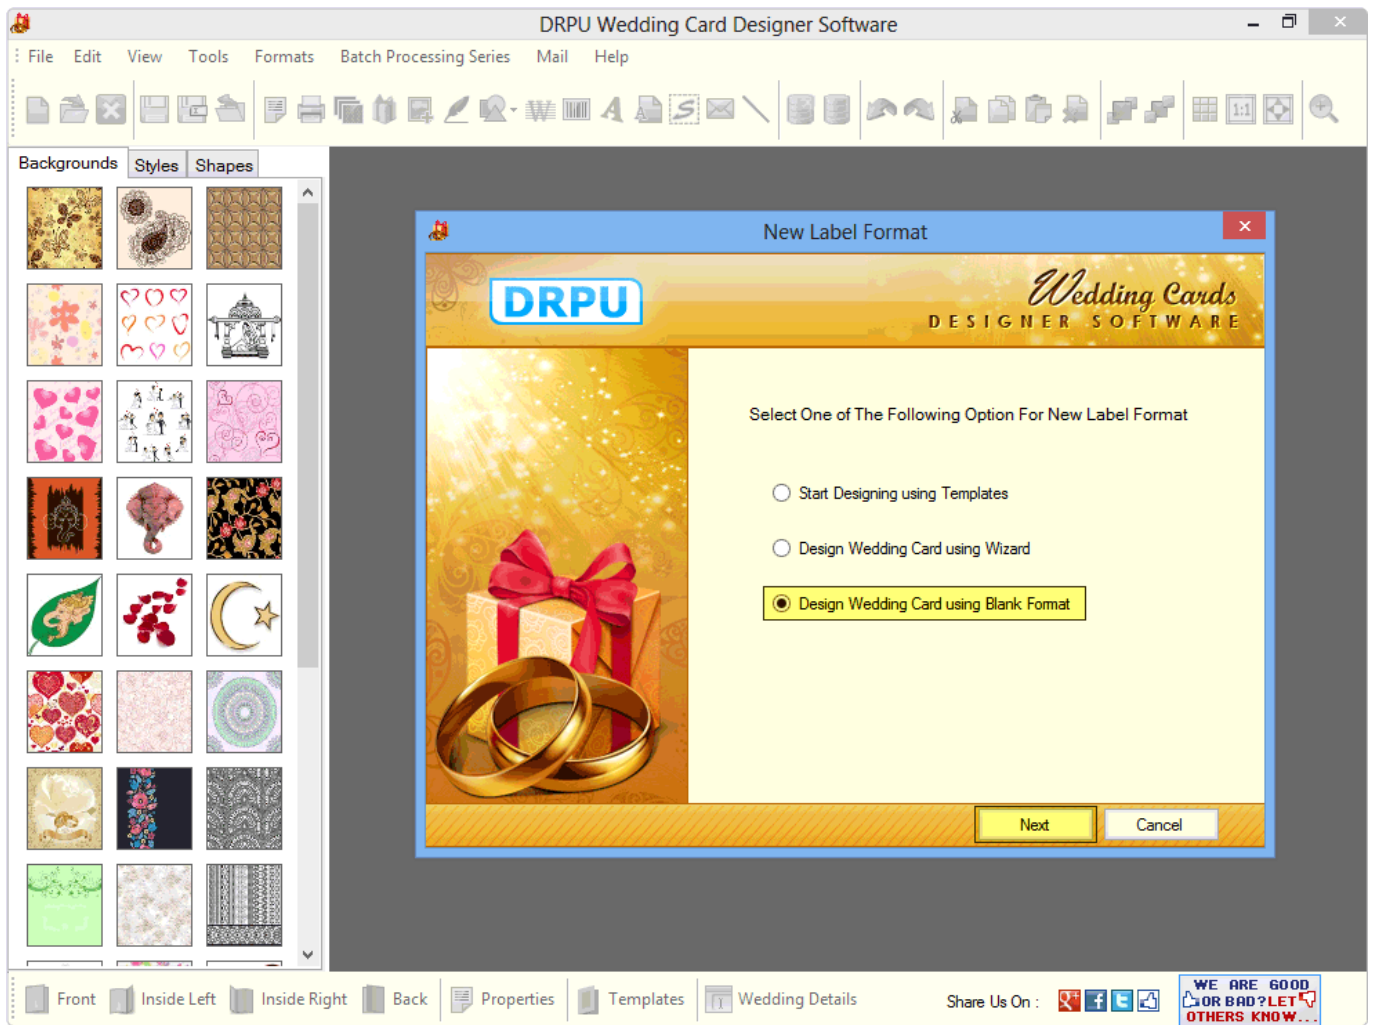 DRPU Wedding Card Designer Software
File Edit View Tools Formats Batch Processing Series Mail Help
1:1
Backgrounds Styles Shapes
New Label Format
DRPU
Wedding Cards
DESIGNER SOFTWARE
Select One of The Following Option For New Label Format
Start Designing using Templates
Design Wedding Card using Wizard
Design Wedding Card using Blank Format
Next Cancel
Front Inside Left Inside Right Back Properties Templates Wedding Details Share Us On :
WE ARE GOOD
OR BAD? LET
OTHERS KNOW...